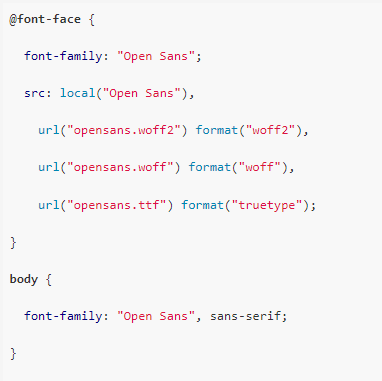 @font-face {
font-family: "Open Sans";
src: local("Open Sans"),
url("opensans.woff2") format("woff2"),
url("opensans.woff") format("woff"),
url("opensans.ttf") format("truetype");
}
body {
font-family: "Open Sans", sans-serif;
}